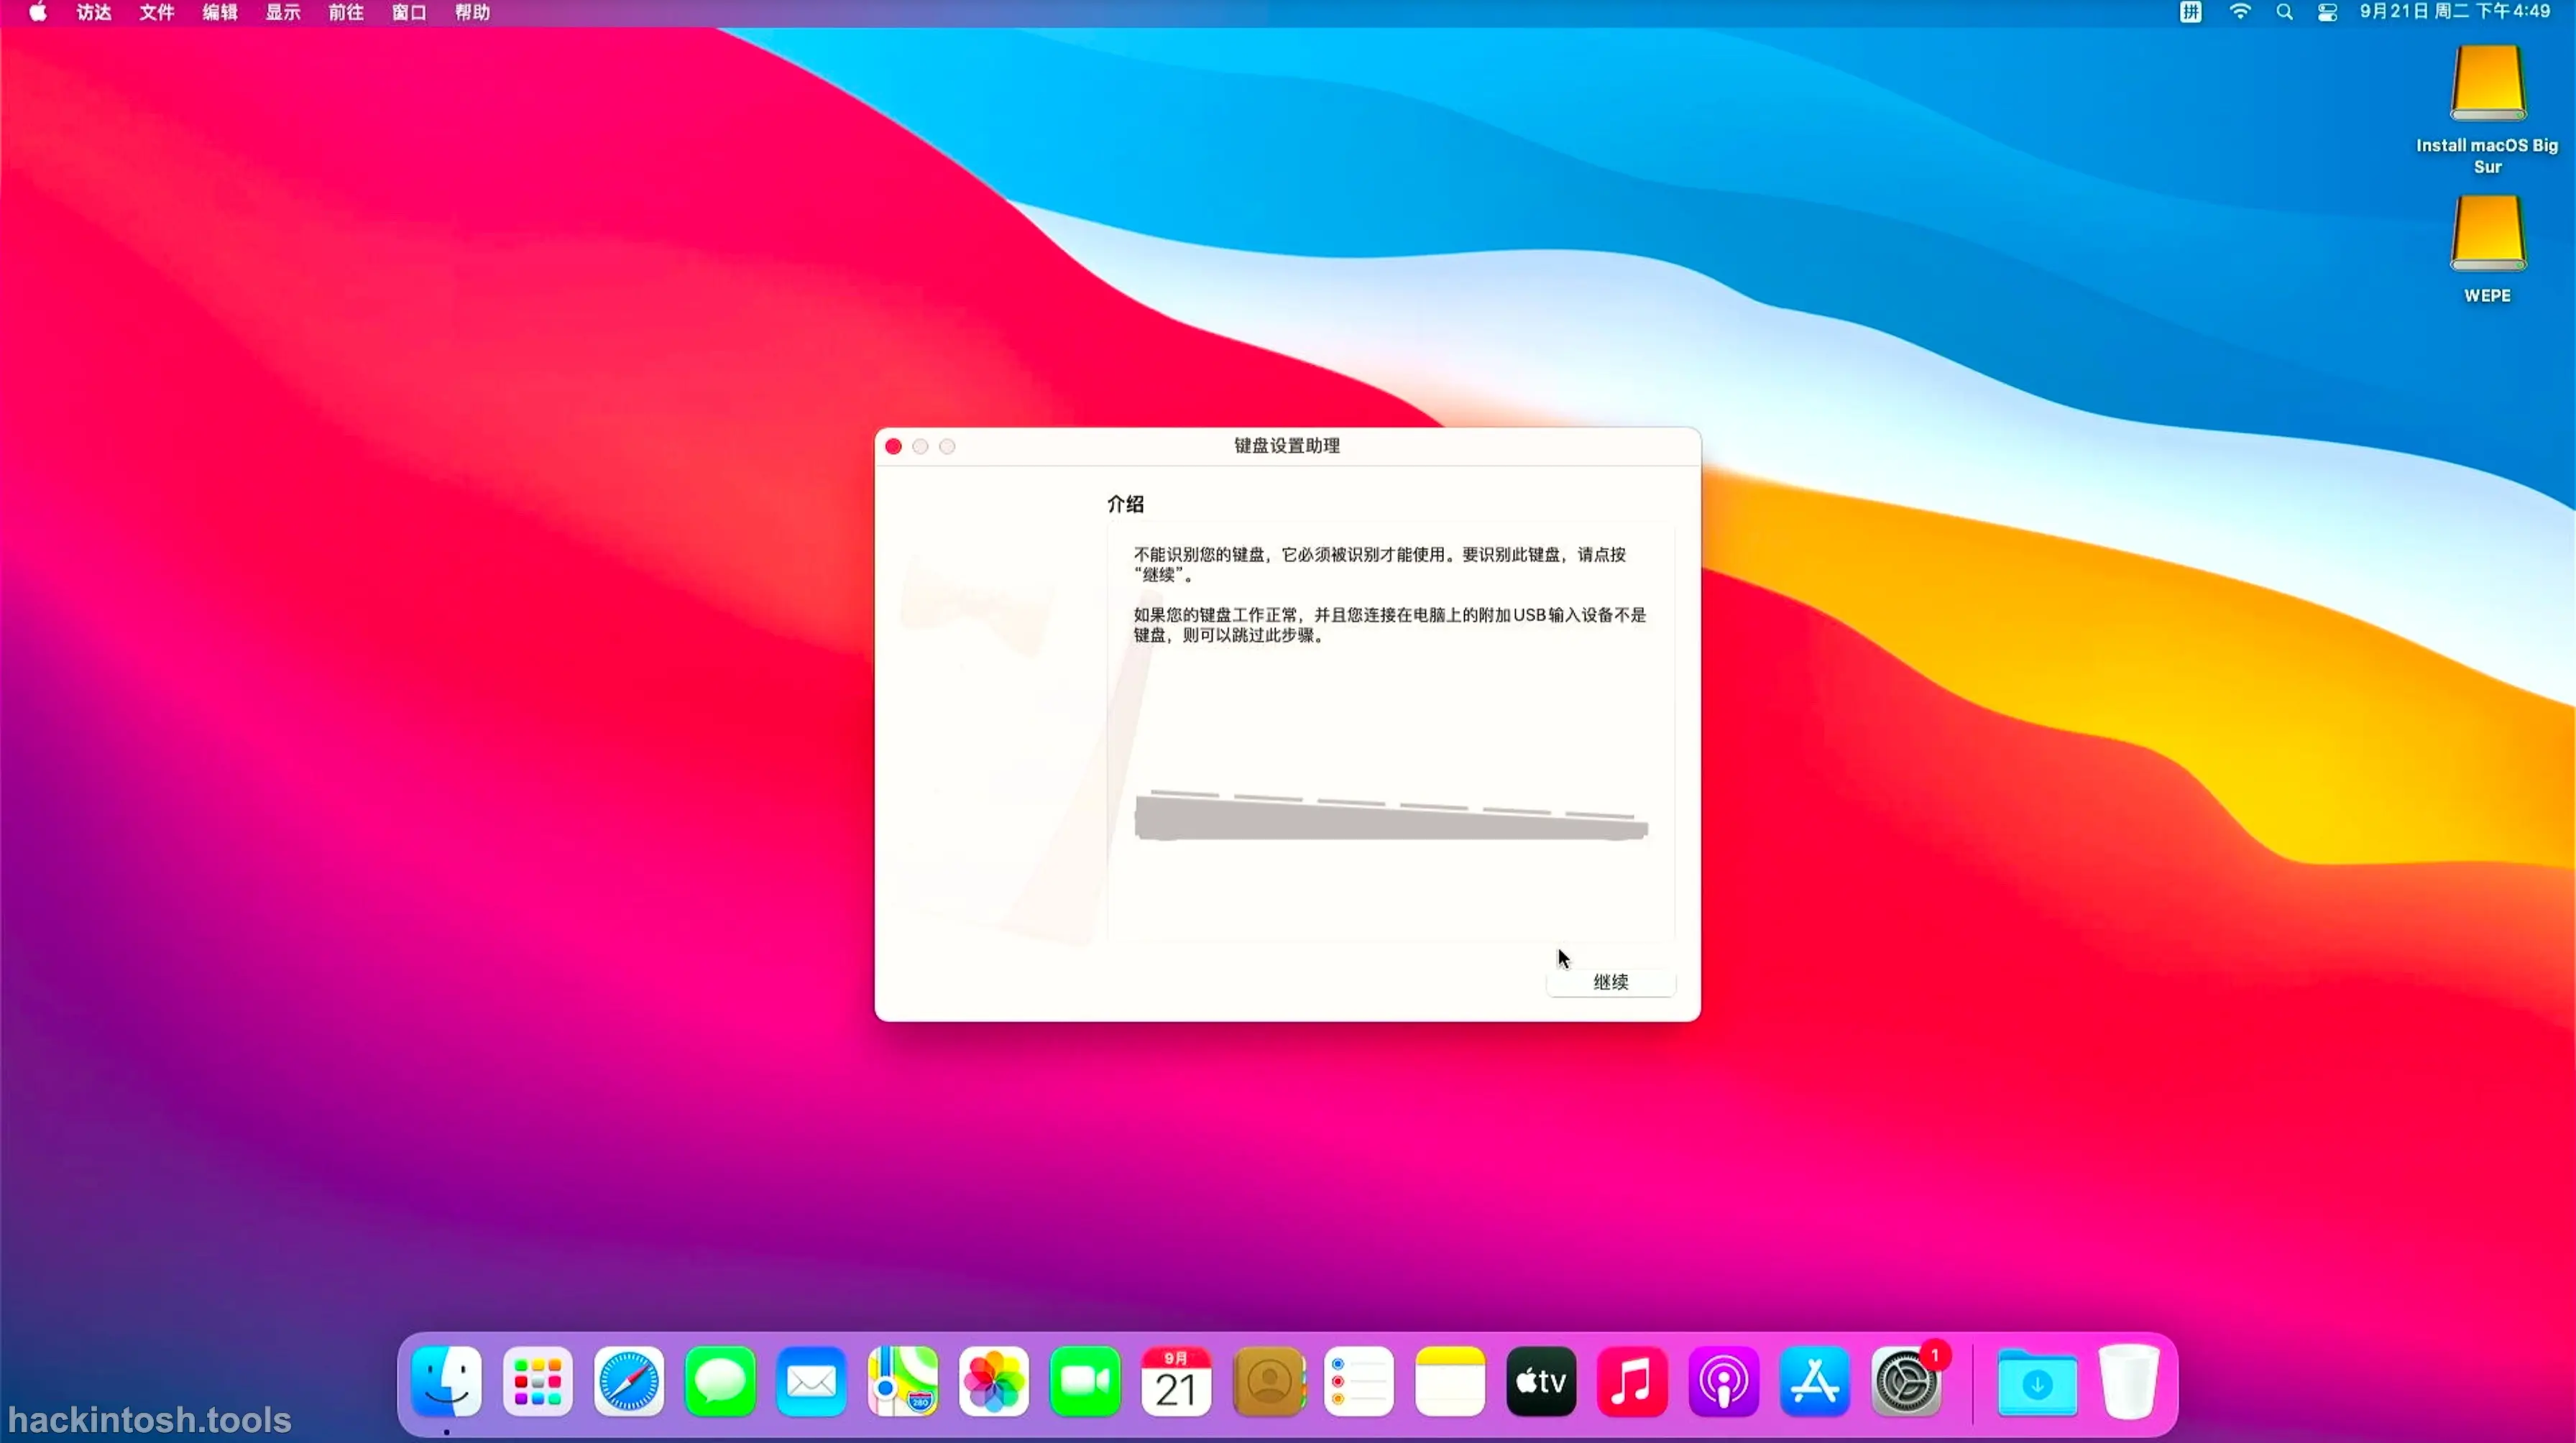 访达 文件 编辑 显示 前往 窗口 帮助
拼 9月21日 周二 下午4:49
Install macOS Big
Sur
WEPE
键盘设置助理
介绍
不能识别您的键盘，它必须被识别才能使用。要识别此键盘，请点按
“继续”。
如果您的键盘工作正常，并且您连接在电脑上的附加USB输入设备不是
键盘，则可以跳过此步骤。
继续
9月
21
280
tv
1
hackintosh.tools